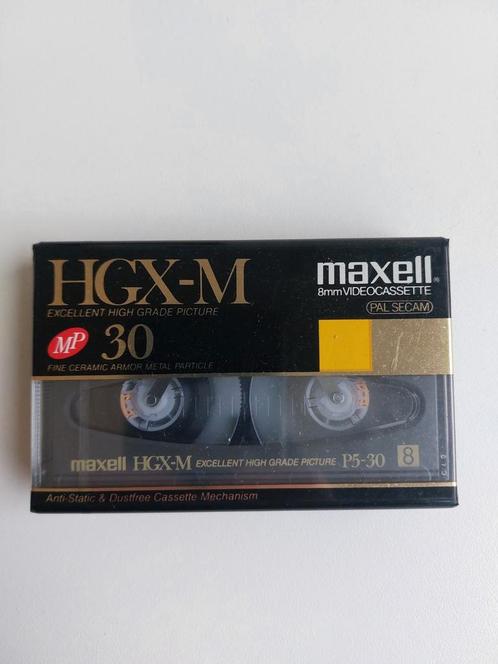 HGX-M
EXCELLENT HIGH GRADE PICTURE
maxell®
8mm VIDEOCASSETTE
PAL SECAM
MP 30
FINE CERAMIC ARMOR METAL PARTICLE
maxell HGX-M EXCELLENT HIGH GRADE PICTURE P5-30 8
Anti-Static & Dustfree Cassette Mechanism